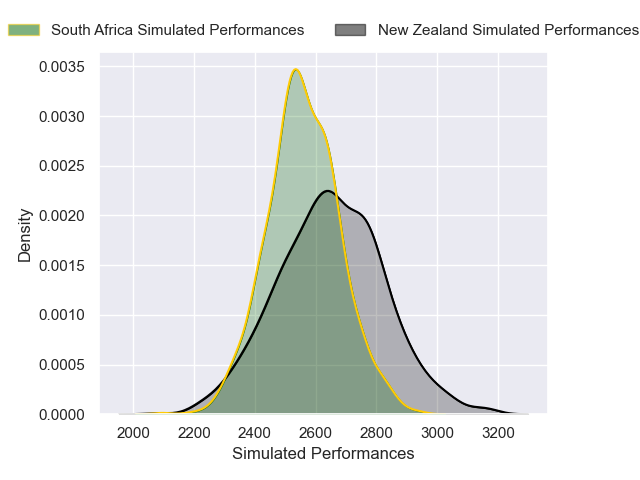 South Africa Simulated Performances
New Zealand Simulated Performances
0.0035
0.0030
0.0025
0.0020
0.0015
0.0010
0.0005
0.0000
Density
2000 2200 2400 2600 2800 3000 3200
Simulated Performances